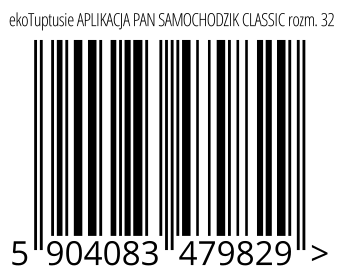 ekoTuptusie APLIKACJA PAN SAMOCHODZIK CLASSIC rozm. 32
5 904083 479829 >